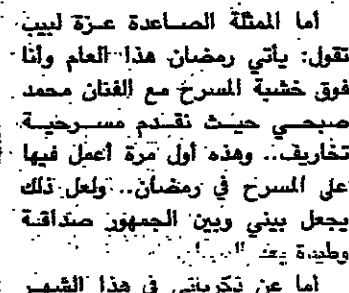 أما الممثلة الصاعدة عزة لبيب
تقول: يأتي رمضان هذا العام وأنا
فوق خشبة المسرح مع الفنان محمد
صبحي حيث نقدم مسرحية
تخاريف.. وهذه أول مرة أعمل فيها
على المسرح في رمضان.. ولعل ذلك
يجعل بيني وبين الجمهور صداقة
وطيدة
أما عن ذكرياتي في هذا الشهر